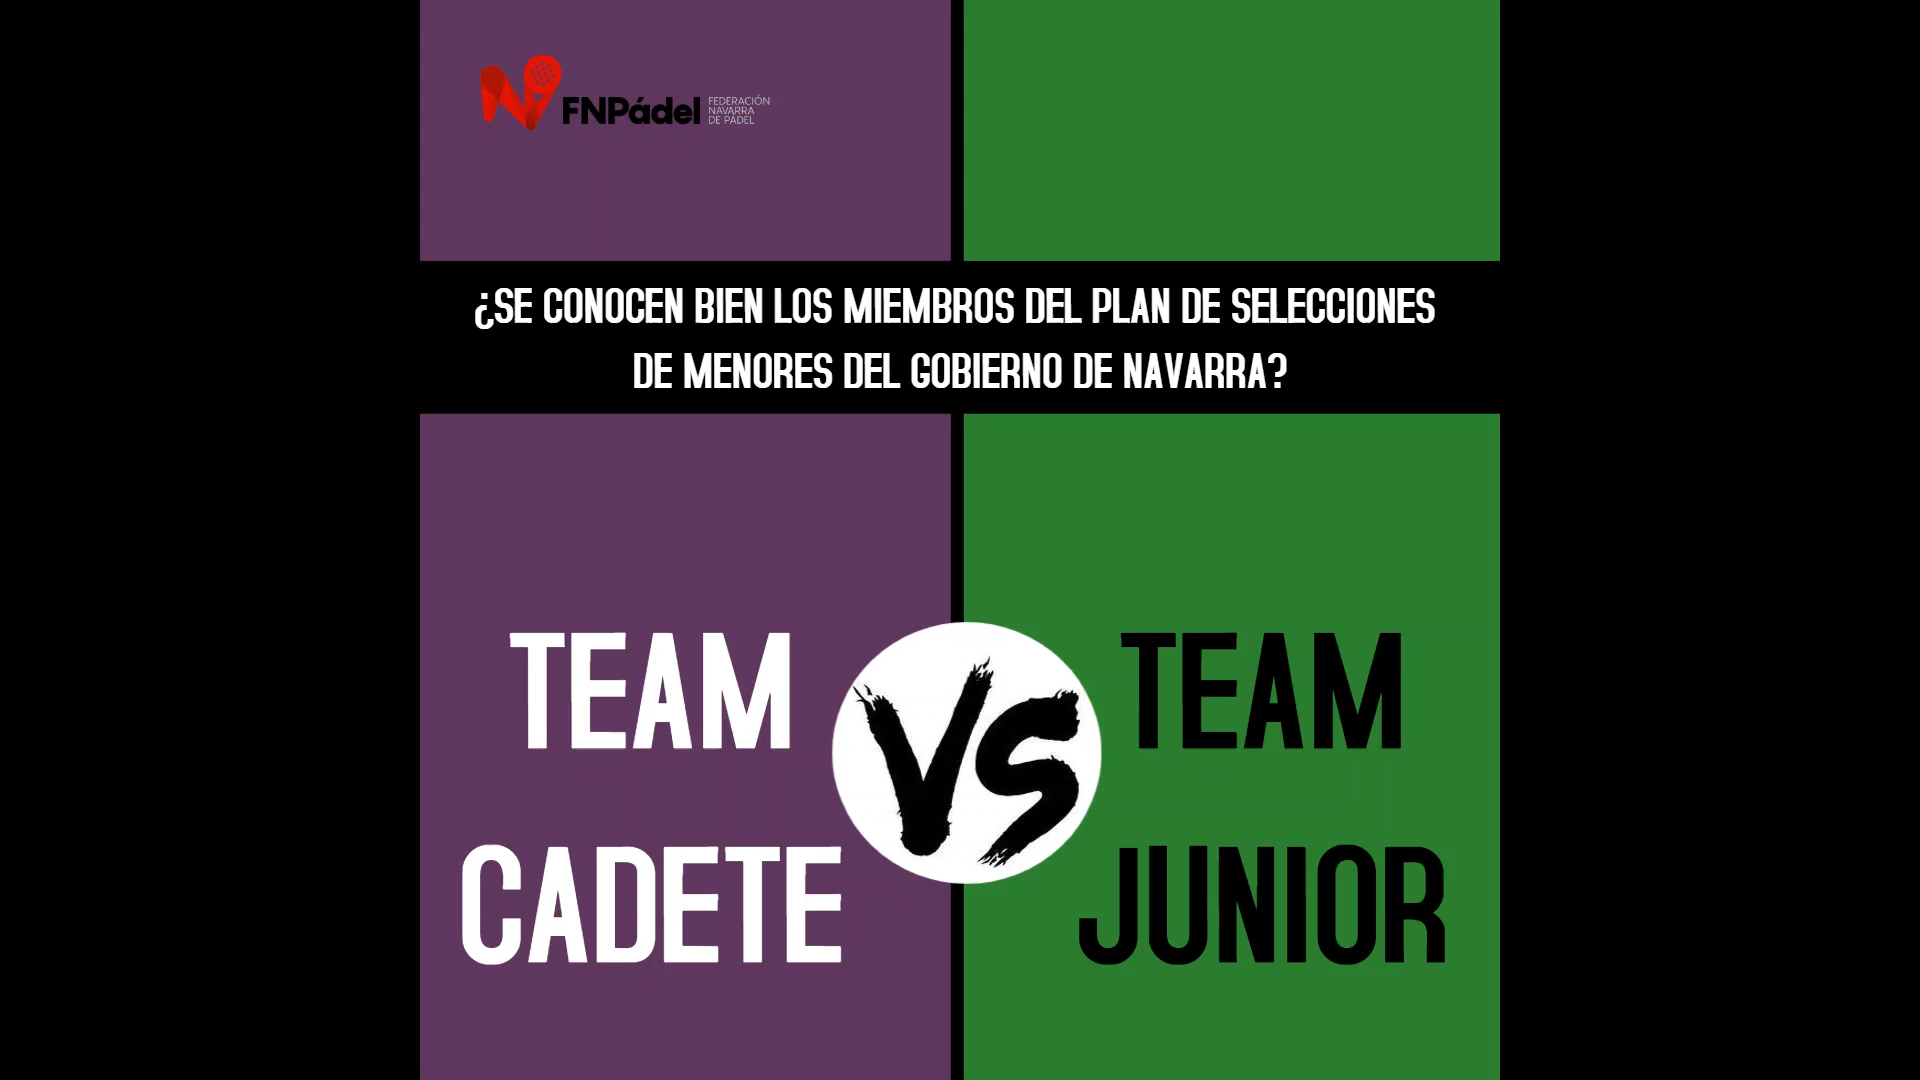 FNPádel
FEDERACIÓN
NAVARRA
DE PÁDEL
¿SE CONOCEN BIEN LOS MIEMBROS DEL PLAN DE SELECCIONES
DE MENORES DEL GOBIERNO DE NAVARRA?
TEAM
CADETE
VS
TEAM
JUNIOR